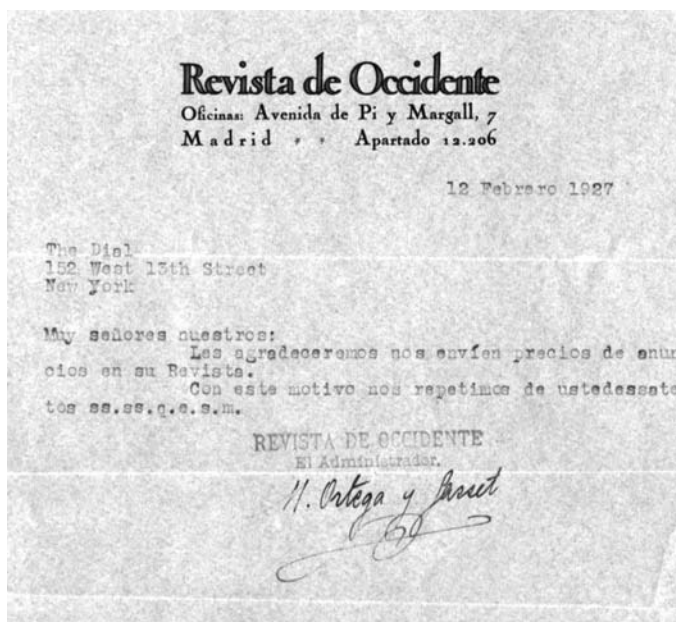 Revista de Occidente
Oficinas: Avenida de Pi y Margall, 7
Madrid Apartado 12.206
12 Febrero 1927
The Dial
152 West 13th Street
New York
Muy señores nuestros:
Les agradeceremos nos envíen precios de anun
cios en su Revista.
Con este motivo nos repetimos de ustedessate
tós ss.ss.q.e.s.m.
REVISTA DE OCCIDENTE
El Administrador.
Ortega y Gasset